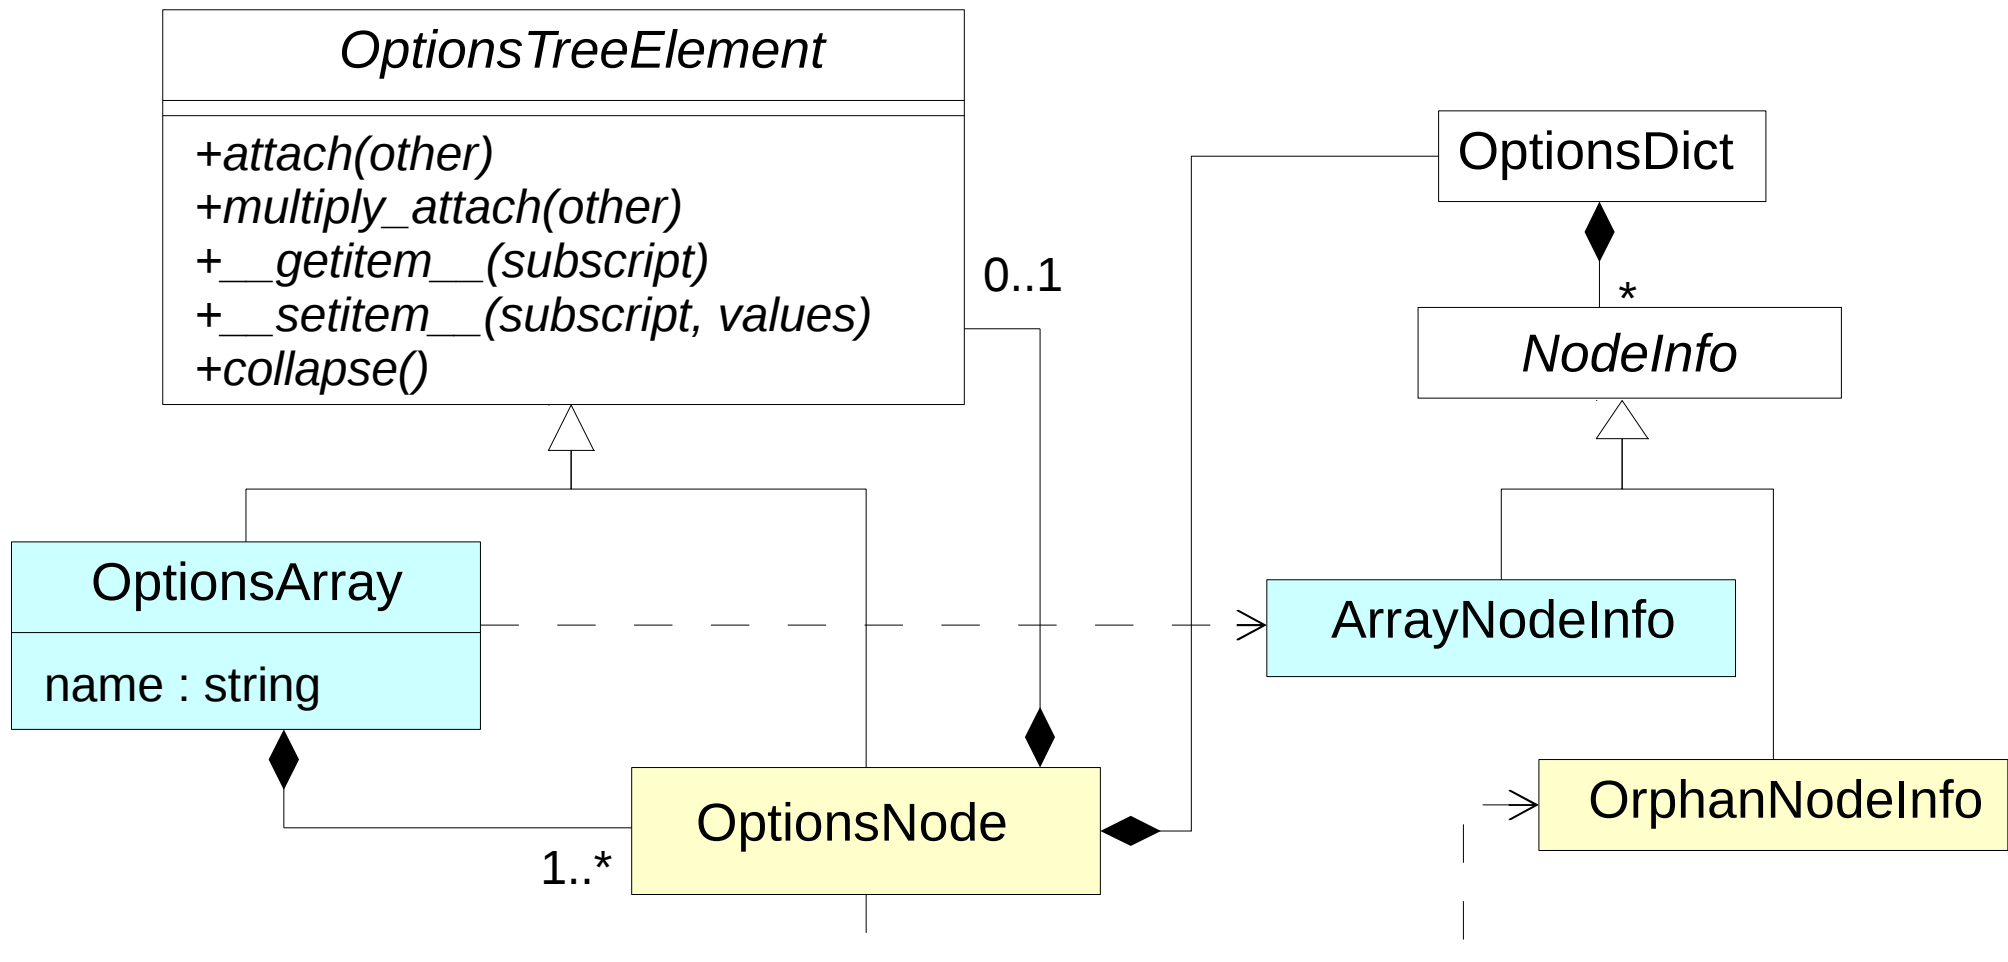 OptionsTreeElement
+attach(other)
+multiply_attach(other)
+__getitem__(subscript)
+__setitem__(subscript, values)
+collapse()
0..1
OptionsDict
*
NodeInfo
OptionsArray
name : string
ArrayNodeInfo
OptionsNode
1..*
OrphanNodeInfo